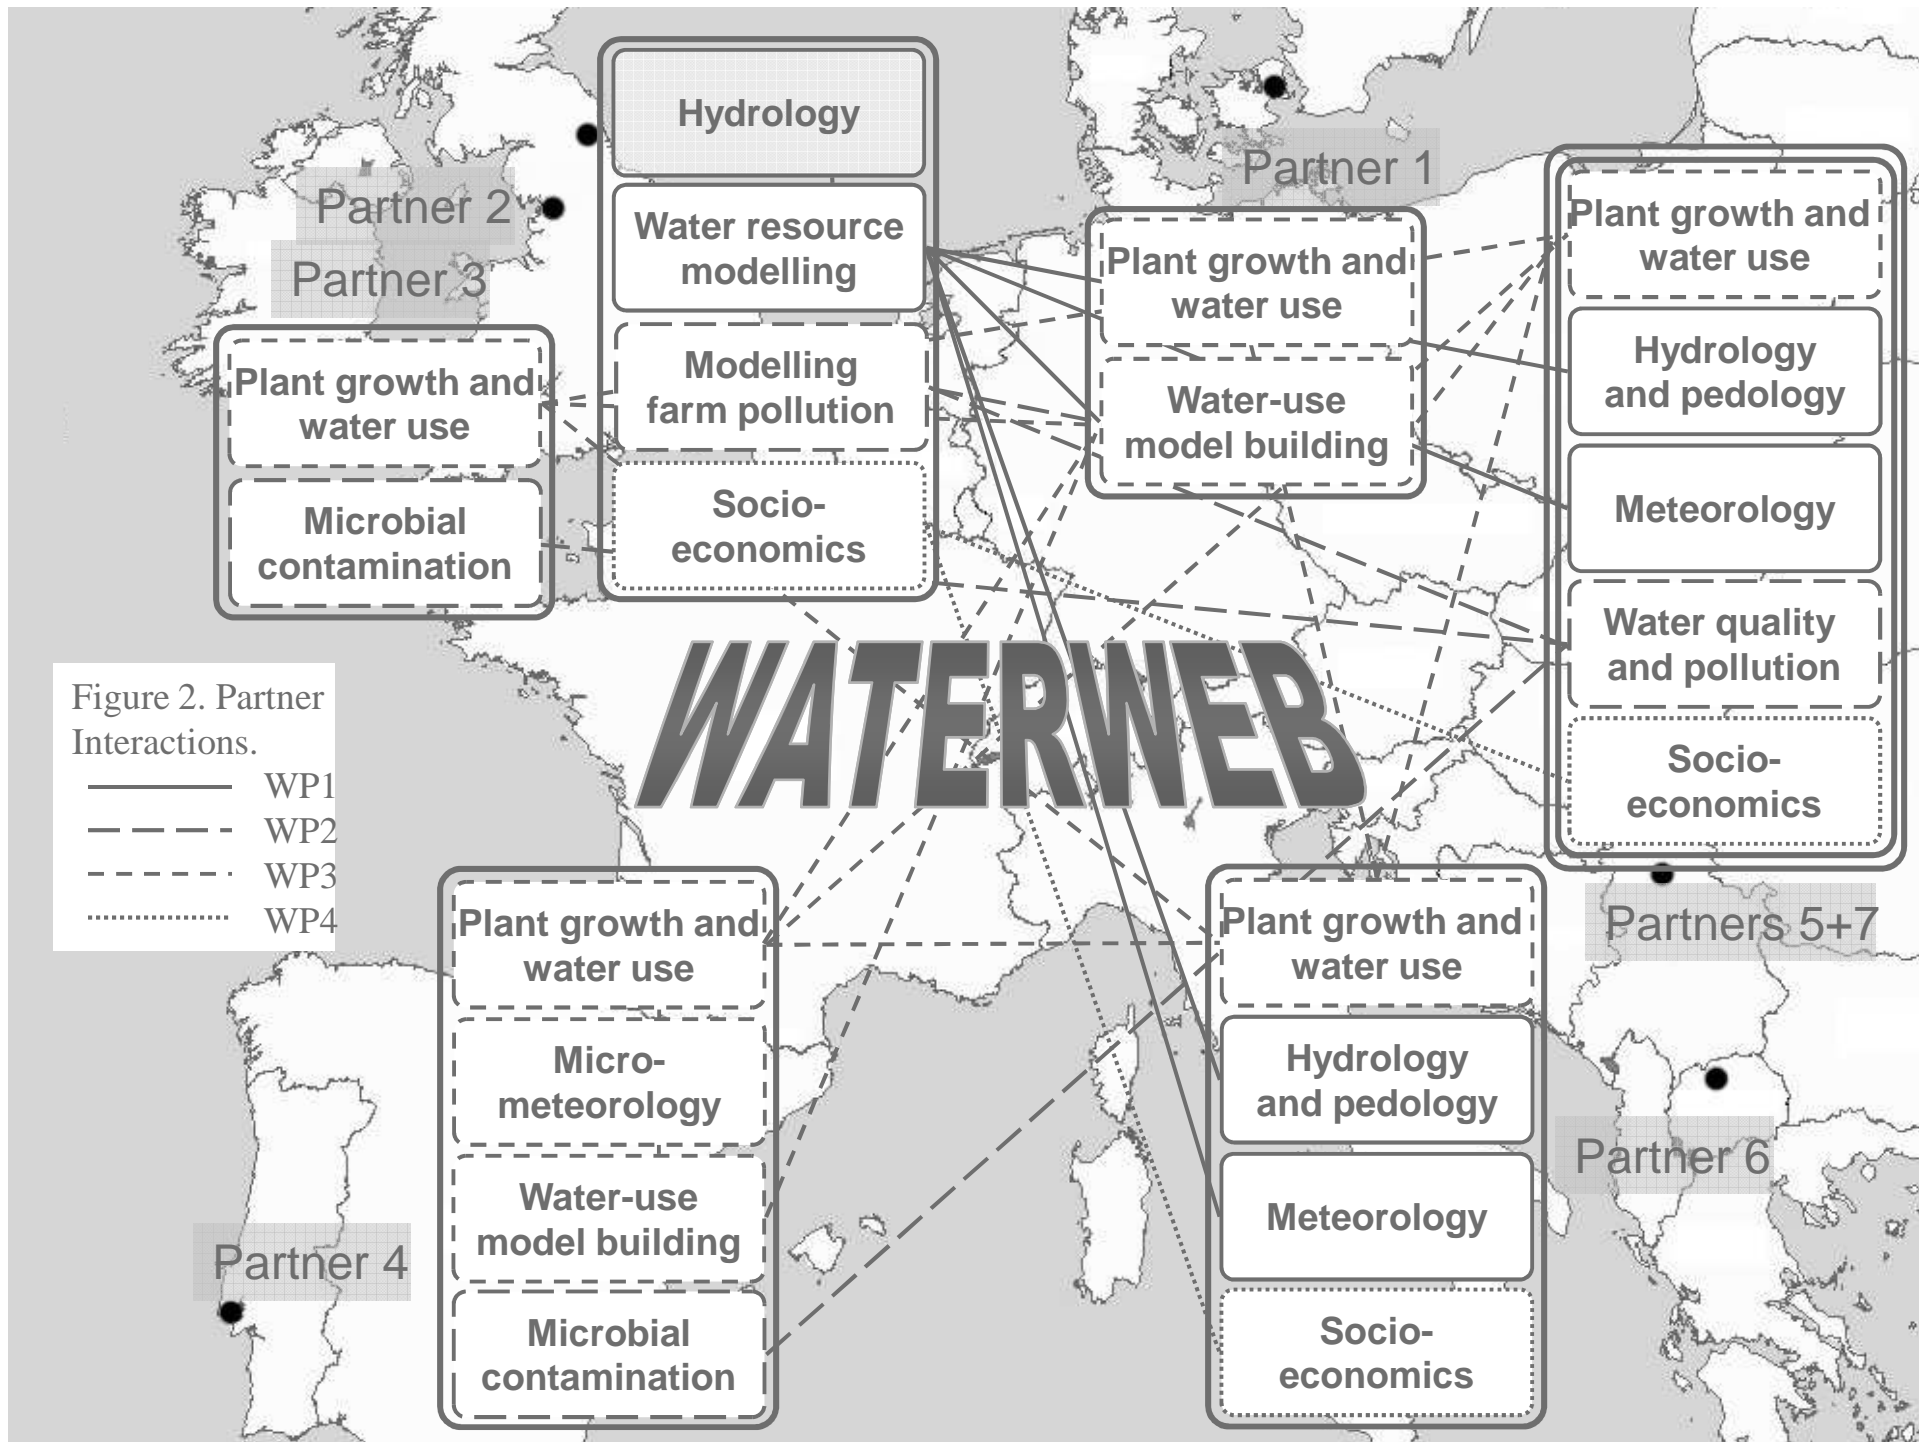 Hydrology
Water resource
modelling
Modelling
farm pollution
Socio-
economics
Partner 2
Partner 3
Plant growth and
water use
Microbial
contamination
Partner 1
Plant growth and
water use
Water-use
model building
Plant growth and
water use
Hydrology
and pedology
Meteorology
Water quality
and pollution
Socio-
economics
Partners 5+7
WATERWEB
Figure 2. Partner
Interactions.
WP1
WP2
WP3
WP4
Plant growth and
water use
Micro-
meteorology
Water-use
model building
Microbial
contamination
Partner 4
Plant growth and
water use
Hydrology
and pedology
Meteorology
Socio-
economics
Partner 6